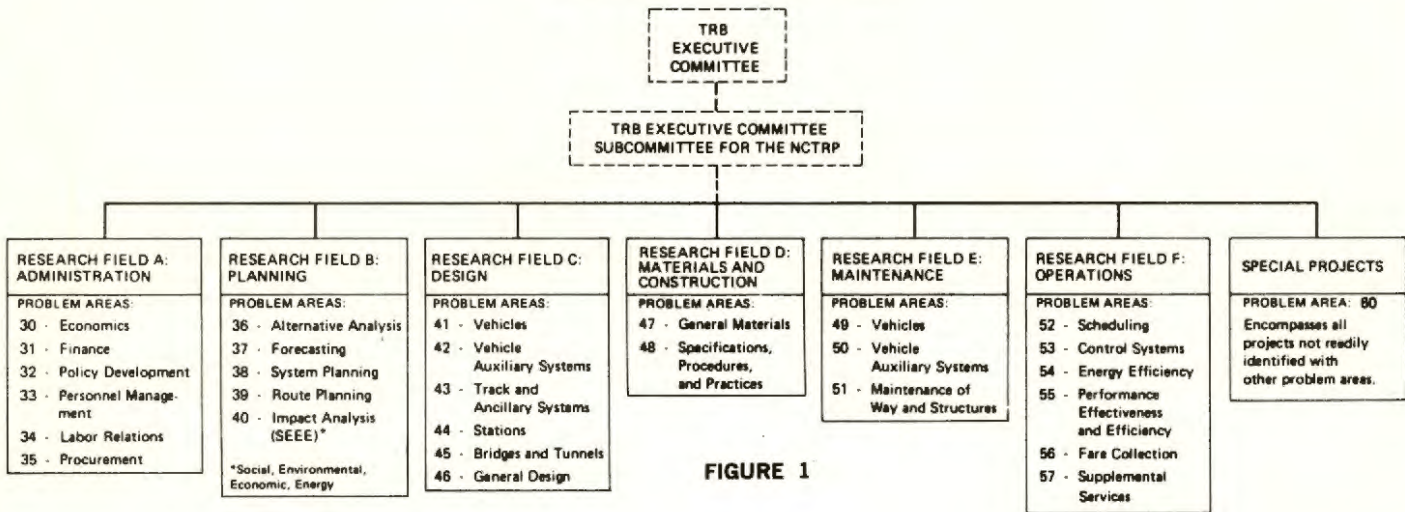 TRB
EXECUTIVE
COMMITTEE
TRB EXECUTIVE COMMITTEE
SUBCOMMITTEE FOR THE NCTRP
RESEARCH FIELD A:
ADMINISTRATION
PROBLEM AREAS:
30 - Economics
31 - Finance
32 - Policy Development
33 - Personnel Manage-
ment
34 - Labor Relations
35 - Procurement
RESEARCH FIELD B:
PLANNING
PROBLEM AREAS:
36 - Alternative Analysis
37 - Forecasting
38 - System Planning
39 - Route Planning
40 - Impact Analysis
(SEEE)*
*Social, Environmental,
Economic, Energy
RESEARCH FIELD C:
DESIGN
PROBLEM AREAS:
41 - Vehicles
42 - Vehicle
Auxiliary Systems
43 - Track and
Ancillary Systems
44 - Stations
45 - Bridges and Tunnels
46 - General Design
RESEARCH FIELD D:
MATERIALS AND
CONSTRUCTION
PROBLEM AREAS:
47 - General Materials
48 - Specifications,
Procedures,
and Practices
RESEARCH FIELD E:
MAINTENANCE
PROBLEM AREAS:
49 - Vehicles
50 - Vehicle
Auxiliary Systems
51 - Maintenance of
Way and Structures
RESEARCH FIELD F:
OPERATIONS
PROBLEM AREAS:
52 - Scheduling
53 - Control Systems
54 - Energy Efficiency
55 - Performance
Effectiveness
and Efficiency
56 - Fare Collection
57 - Supplemental
Services
SPECIAL PROJECTS
PROBLEM AREA: 60
Encompasses all
projects not readily
identified with
other problem areas.
FIGURE 1